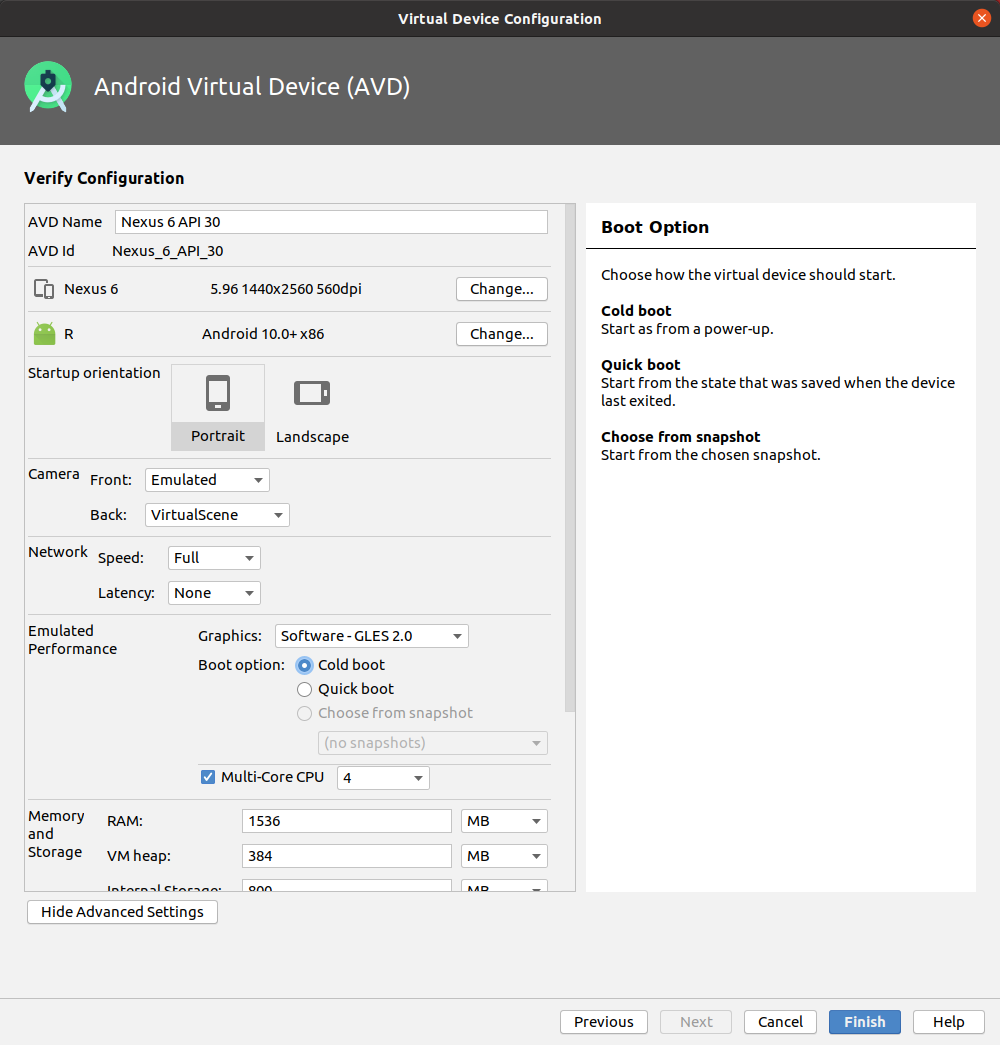 Virtual Device Configuration
Android Virtual Device (AVD)
Verify Configuration
AVD Name Nexus 6 API 30
AVD Id Nexus_6_API_30
Nexus 6 5.96 1440x2560 560dpi Change...
R Android 10.0+ x86 Change...
Startup orientation
Portrait Landscape
Camera Front: Emulated
Back: VirtualScene
Network Speed: Full
Latency: None
Emulated
Performance
Graphics: Software - GLES 2.0
Boot option: Cold boot
Quick boot
Choose from snapshot
(no snapshots)
Multi-Core CPU 4
Memory
and
Storage
RAM: 1536 MB
VM heap: 384 MB
Internal Storage: 800 MB
Hide Advanced Settings
Boot Option
Choose how the virtual device should start.
Cold boot
Start as from a power-up.
Quick boot
Start from the state that was saved when the device
last exited.
Choose from snapshot
Start from the chosen snapshot.
Previous Next Cancel Finish Help